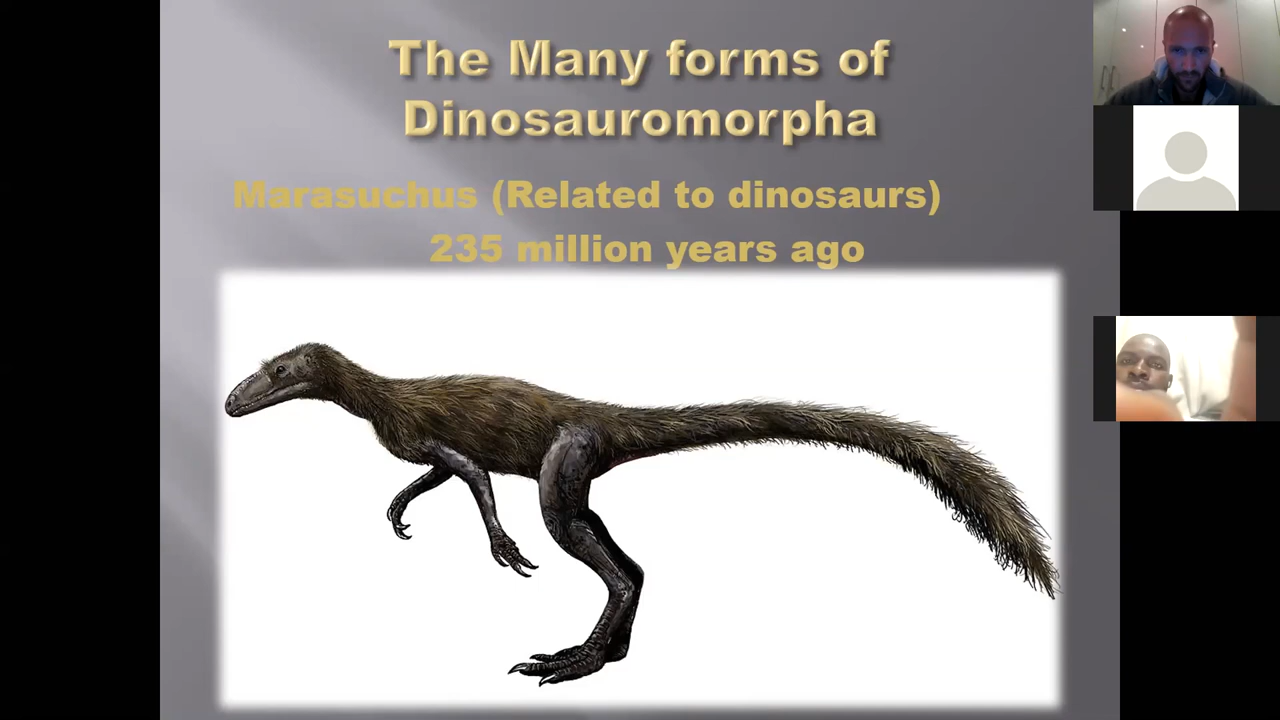 The Many forms of
Dinosauromorpha
Marasuchus (Related to dinosaurs)
235 million years ago